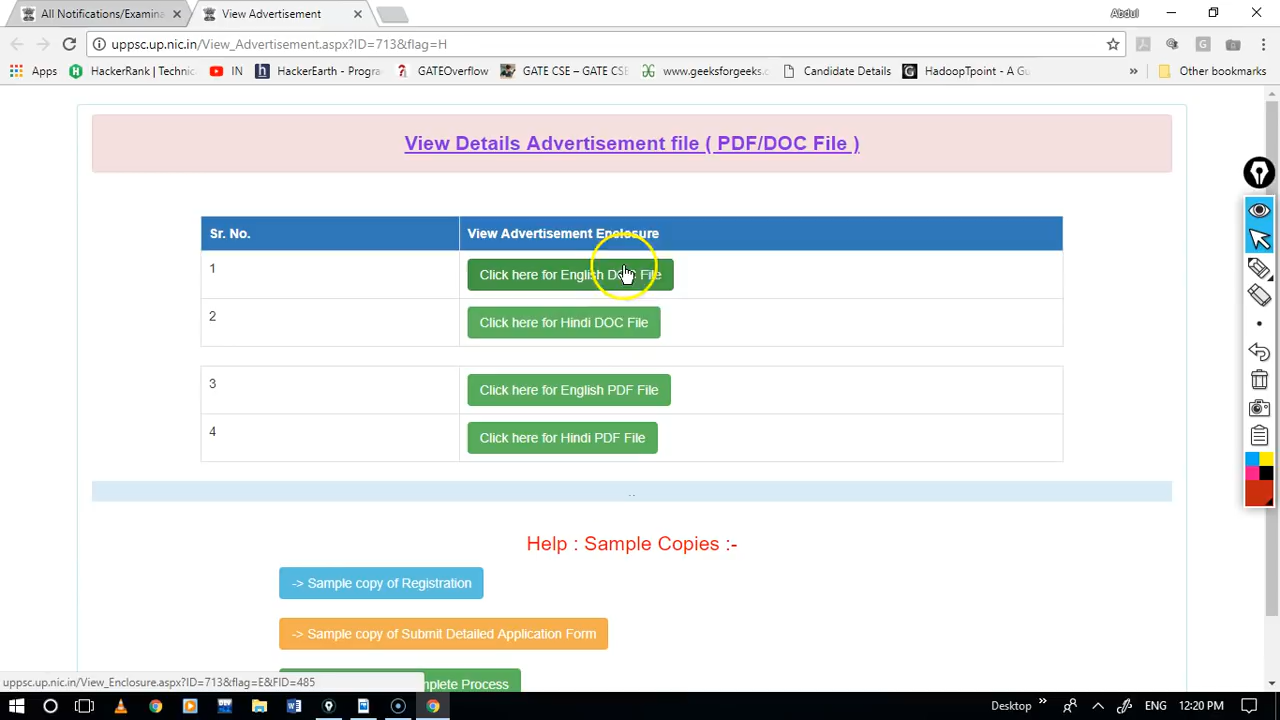 All Notifications/Examina
View Advertisement
Abdul
uppsc.up.nic.in/View_Advertisement.aspx?ID=713&flag=H
Apps
HackerRank | Technic
IN
HackerEarth - Progra
GATEOverflow
GATE CSE – GATE CSE
www.geeksforgeeks.c
Candidate Details
HadoopTpoint - A Gu
»
Other bookmarks
View Details Advertisement file ( PDF/DOC File )
Sr. No.
View Advertisement Enclosure
1
Click here for English DOC File
2
Click here for Hindi DOC File
3
Click here for English PDF File
4
Click here for Hindi PDF File
..
Help : Sample Copies :-
-> Sample copy of Registration
-> Sample copy of Submit Detailed Application Form
mplete Process
uppsc.up.nic.in/View_Enclosure.aspx?ID=713&flag=E&FID=485
Desktop
»
ENG
12:20 PM